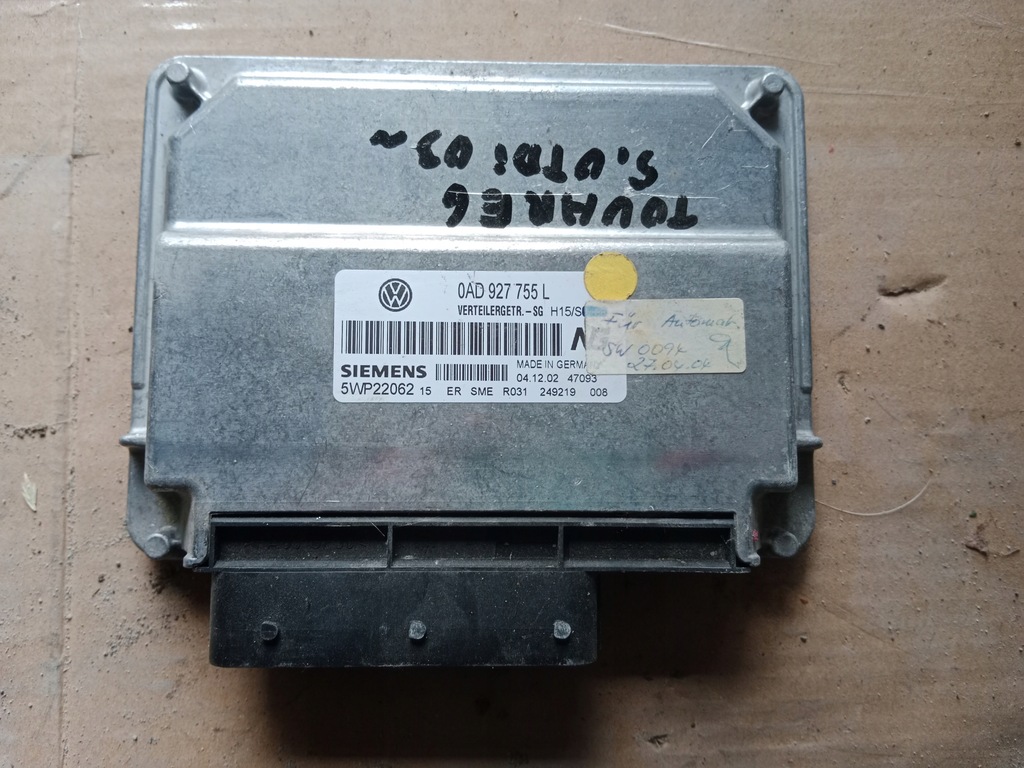 TOUAREG
5.0TDi 03~
0AD 927 755 L
VERTEILERGETR.-SG H15/S
SIEMENS
MADE IN GERMA
04.12.02 47093
5WP22062 15 ER SME R031 249219 008
Für Automat.
SW 0094
27.04.04